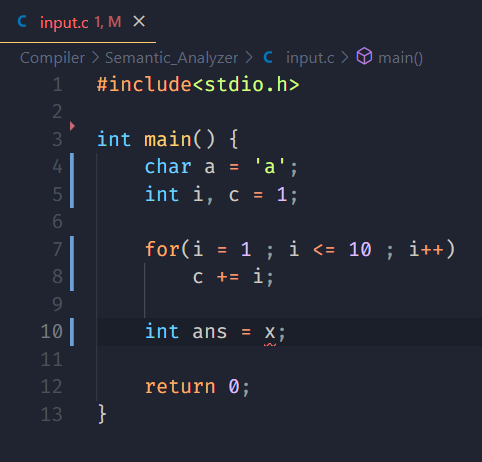 C input.c 1, M ×
Compiler > Semantic_Analyzer > C input.c > main()
1 #include<stdio.h>
2
3 int main() {
4     char a = 'a';
5     int i, c = 1;
6
7     for(i = 1 ; i <= 10 ; i++)
8         c += i;
9
10     int ans = x;
11
12     return 0;
13 }